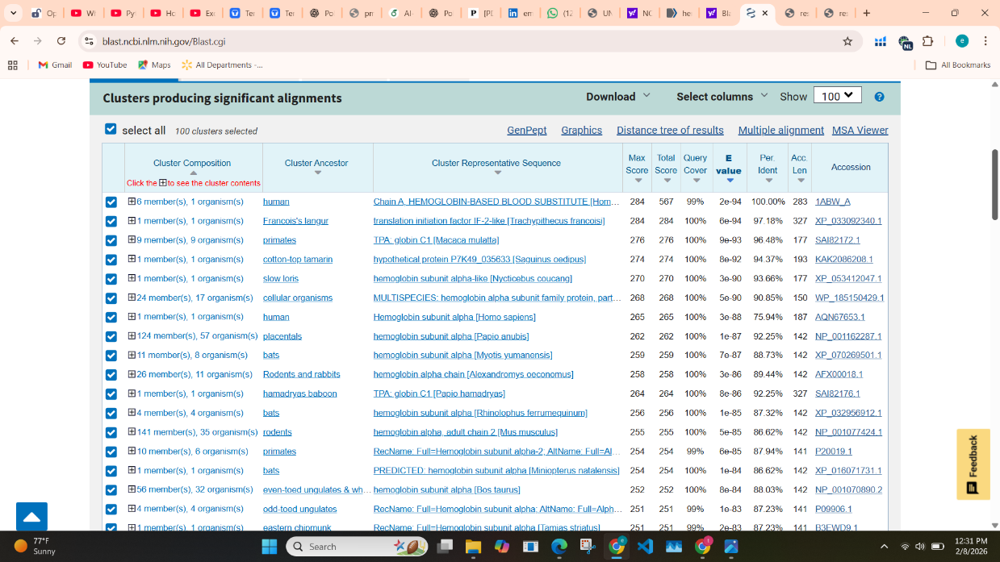 Op
WI
Py
Ho
Exc
Ter
Ter
Po
pr
AI-
Po
[PD
em
(12
UN
NC
he
Bla
res
re
blast.ncbi.nlm.nih.gov/Blast.cgi
NL
e
Gmail
YouTube
Maps
All Departments -...
All Bookmarks
Clusters producing significant alignments
Download
Select columns
Show
100
?
select all
100 clusters selected
GenPept
Graphics
Distance tree of results
Multiple alignment
MSA Viewer
Cluster Composition
Click the to see the cluster contents
Cluster Ancestor
Cluster Representative Sequence
Max Score
Total Score
Query Cover
E value
Per. Ident
Acc. Len
Accession
6 member(s), 1 organism(s) human Chain A, HEMOGLOBIN-BASED BLOOD SUBSTITUTE [Hom... 284 567 99% 2e-94 100.00% 283 1ABW_A
1 member(s), 1 organism(s) Francois's langur translation initiation factor IF-2-like [Trachypithecus francoisi] 284 284 100% 6e-94 97.18% 327 XP_033092340.1
9 member(s), 9 organism(s) primates TPA: globin C1 [Macaca mulatta] 276 276 100% 9e-93 96.48% 177 SAI82172.1
1 member(s), 1 organism(s) cotton-top tamarin hypothetical protein P7K49_035633 [Saguinus oedipus] 274 274 100% 8e-92 94.37% 193 KAK2086208.1
1 member(s), 1 organism(s) slow loris hemoglobin subunit alpha-like [Nycticebus coucang] 270 270 100% 3e-90 93.66% 177 XP_053412047.1
24 member(s), 17 organism(s) cellular organisms MULTISPECIES: hemoglobin alpha subunit family protein, part... 268 268 100% 5e-90 90.85% 150 WP_185150429.1
1 member(s), 1 organism(s) human Hemoglobin subunit alpha [Homo sapiens] 265 265 100% 3e-88 75.94% 187 AQN67653.1
124 member(s), 57 organism(s) placentals hemoglobin subunit alpha [Papio anubis] 262 262 100% 1e-87 92.25% 142 NP_001162287.1
11 member(s), 8 organism(s) bats hemoglobin subunit alpha [Myotis yumanensis] 259 259 100% 7e-87 88.73% 142 XP_070269501.1
26 member(s), 11 organism(s) Rodents and rabbits hemoglobin alpha chain [Alexandromys oeconomus] 258 258 100% 3e-86 89.44% 142 AFX00018.1
1 member(s), 1 organism(s) hamadryas baboon TPA: globin C1 [Papio hamadryas] 264 264 100% 8e-86 92.25% 327 SAI82176.1
4 member(s), 4 organism(s) bats hemoglobin subunit alpha [Rhinolophus ferrumequinum] 256 256 100% 1e-85 87.32% 142 XP_032956912.1
141 member(s), 35 organism(s) rodents hemoglobin alpha, adult chain 2 [Mus musculus] 255 255 100% 5e-85 86.62% 142 NP_001077424.1
10 member(s), 6 organism(s) primates RecName: Full=Hemoglobin subunit alpha-2; AltName: Full=Al... 254 254 99% 6e-85 87.94% 141 P20019.1
1 member(s), 1 organism(s) bats PREDICTED: hemoglobin subunit alpha [Miniopterus natalensis] 254 254 100% 1e-84 86.62% 142 XP_016071731.1
56 member(s), 32 organism(s) even-toed ungulates & wh... hemoglobin subunit alpha [Bos taurus] 252 252 100% 8e-84 88.03% 142 NP_001070890.2
4 member(s), 4 organism(s) odd-toed ungulates RecName: Full=Hemoglobin subunit alpha; AltName: Full=Alph... 251 251 99% 1e-83 87.23% 141 P09906.1
1 member(s), 1 organism(s) eastern chipmunk RecName: Full=Hemoglobin subunit alpha [Tamias striatus] 251 251 99% 2e-83 87.23% 141 B3EWD9.1
Feedback
77°F
Sunny
Search
1
12:31 PM
2/8/2026